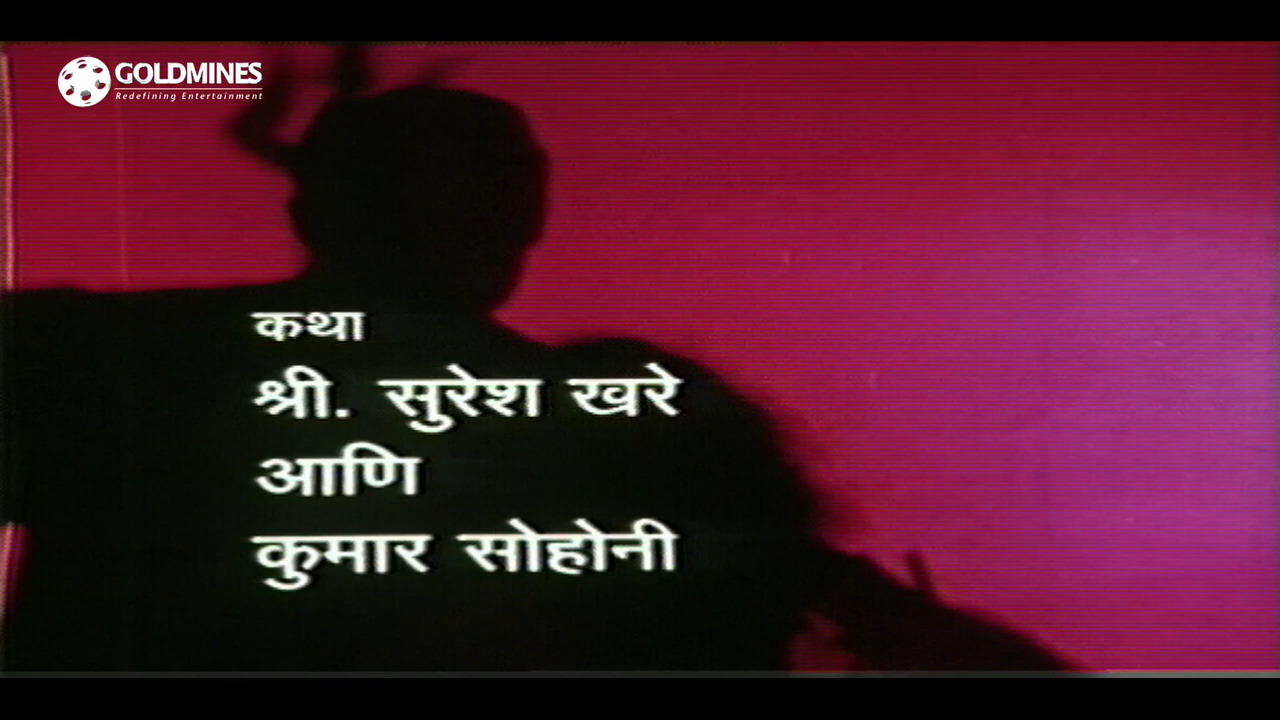 GOLDMINES
Redefining Entertainment
कथा
श्री. सुरेश खरे
आणि
कुमार सोहोनी